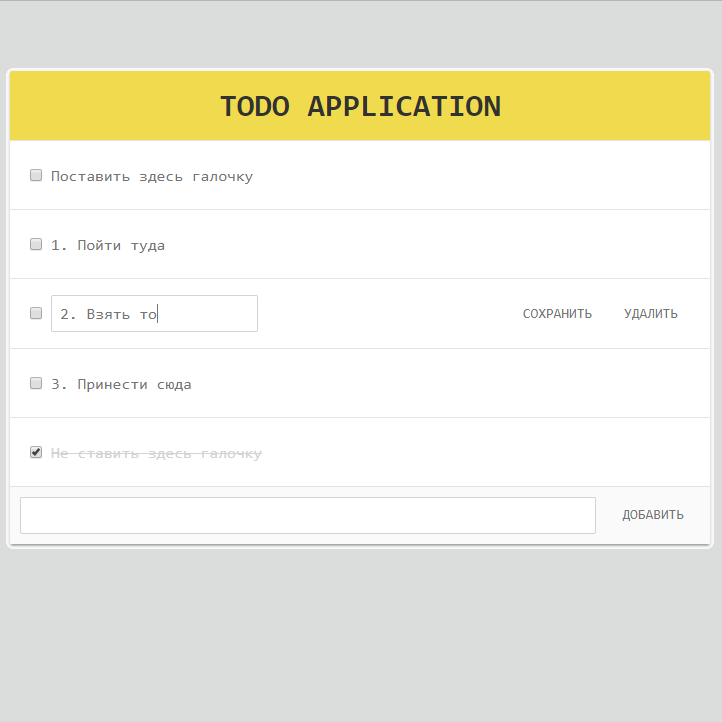 TODO APPLICATION
Поставить здесь галочку
1. Пойти туда
2. Взять то СОХРАНИТЬ УДАЛИТЬ
3. Принести сюда
Не ставить здесь галочку
ДОБАВИТЬ